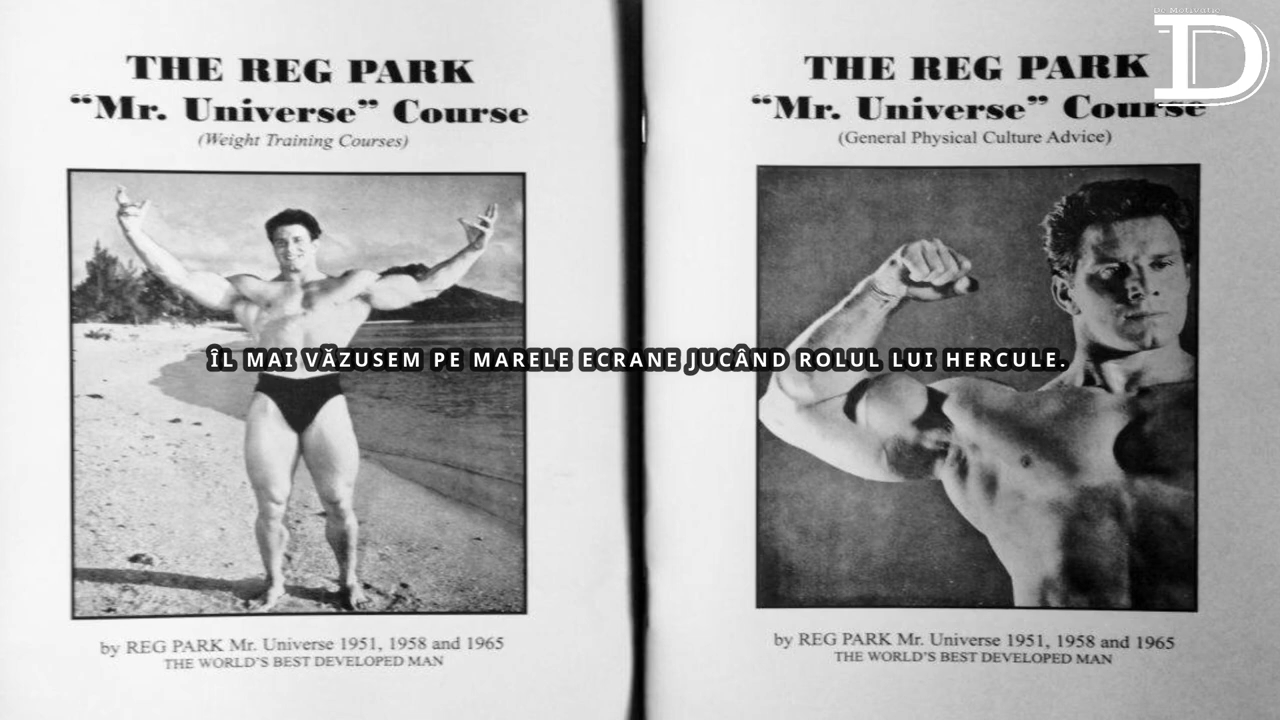 THE REG PARK
“Mr. Universe” Course
(Weight Training Courses)
by REG PARK Mr. Universe 1951, 1958 and 1965
THE WORLD'S BEST DEVELOPED MAN
De Motivatie
D
THE REG PARK
“Mr. Universe” Course
(General Physical Culture Advice)
by REG PARK Mr. Universe 1951, 1958 and 1965
THE WORLD'S BEST DEVELOPED MAN
ÎL MAI VĂZUSEM PE MARELE ECRANE JUCÂND ROLUL LUI HERCULE.